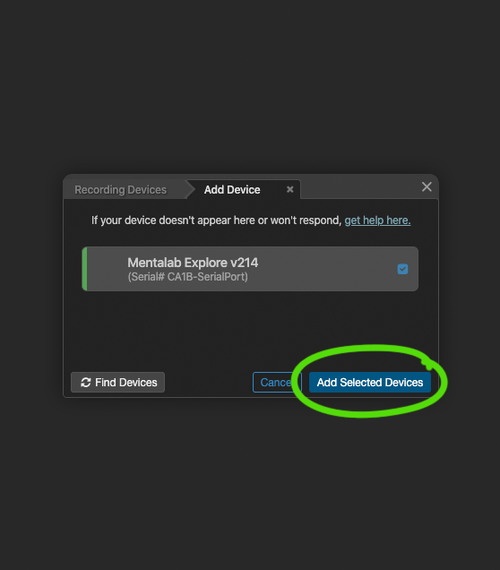 Recording Devices
Add Device
If your device doesn't appear here or won't respond, get help here.
Mentalab Explore v214
(Serial# CA1B-SerialPort)
Find Devices
Cancel
Add Selected Devices